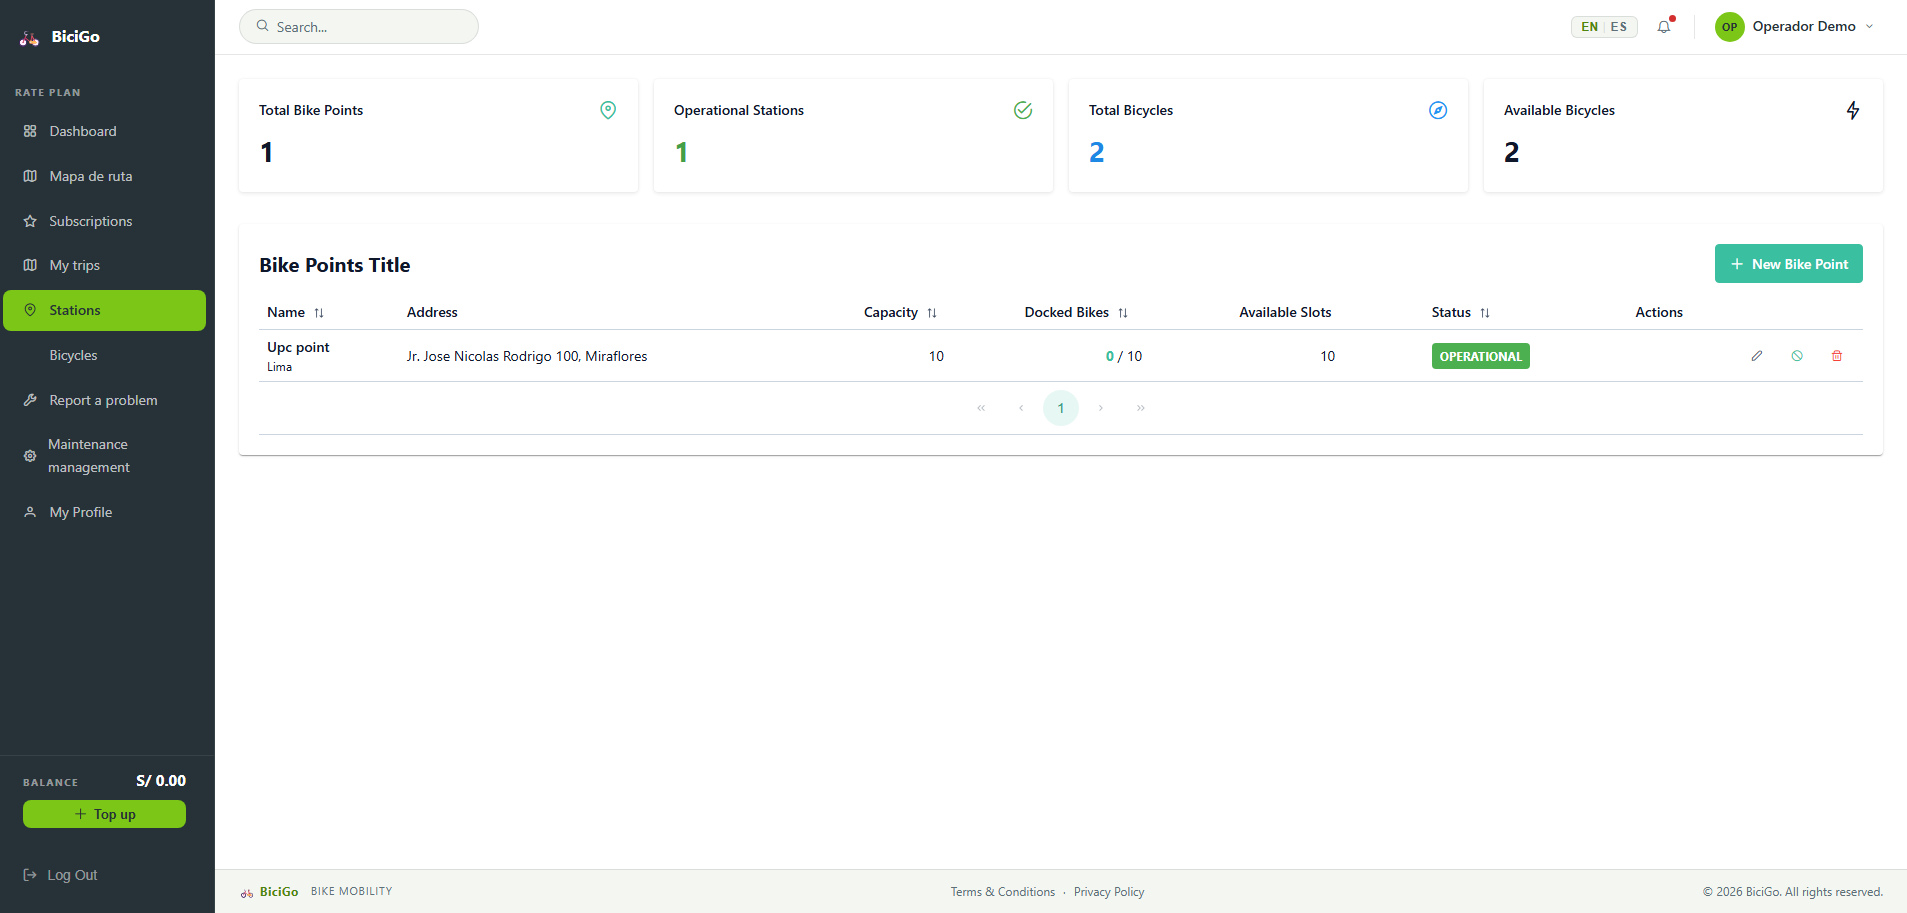 BiciGo
RATE PLAN
Dashboard
Mapa de ruta
Subscriptions
My trips
Stations
Bicycles
Report a problem
Maintenance
management
My Profile
BALANCE S/ 0.00
+ Top up
Log Out
Search...
EN ES
OP Operador Demo
Total Bike Points
1
Operational Stations
1
Total Bicycles
2
Available Bicycles
2
Bike Points Title
+ New Bike Point
Name Address Capacity Docked Bikes Available Slots Status Actions
Upc point
Lima
Jr. Jose Nicolas Rodrigo 100, Miraflores 10 0 / 10 10 OPERATIONAL
« ‹ 1 › »
BiciGo BIKE MOBILITY
Terms & Conditions · Privacy Policy
© 2026 BiciGo. All rights reserved.